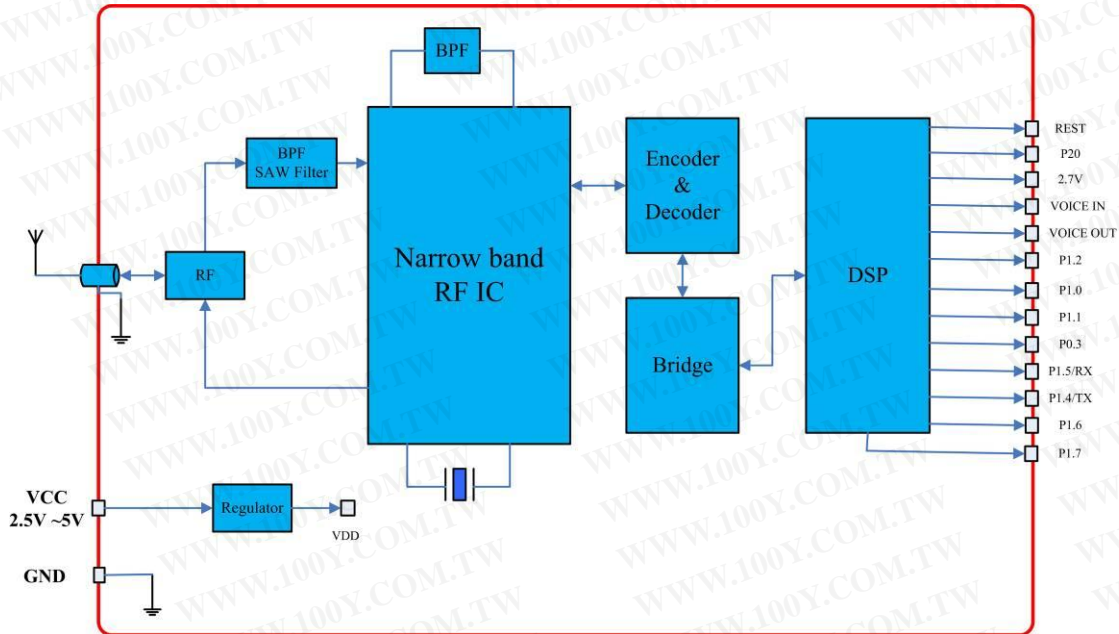 BPF
BPF
SAW Filter
RF
Narrow band
RF IC
Encoder
&
Decoder
Bridge
DSP
REST
P20
2.7V
VOICE IN
VOICE OUT
P1.2
P1.0
P1.1
P0.3
P1.5/RX
P1.4/TX
P1.6
P1.7
VCC
2.5V ~5V
Regulator
VDD
GND
WWW.100Y.COM.TW